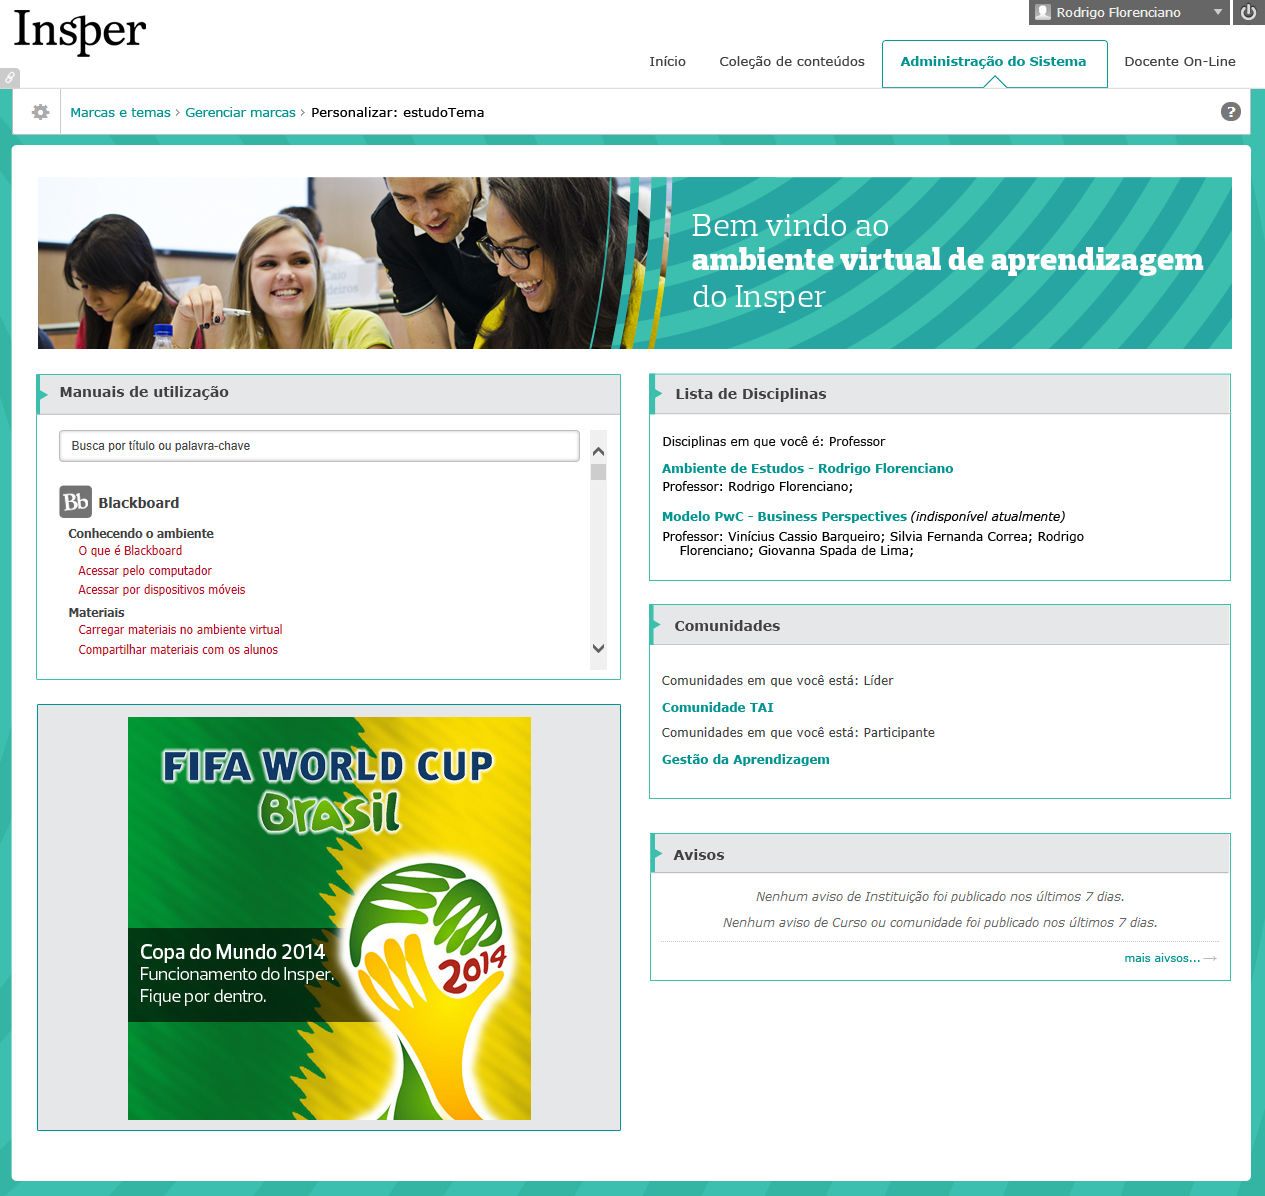 Insper
Rodrigo Florenciano
Início
Coleção de conteúdos
Administração do Sistema
Docente On-Line
Marcas e temas › Gerenciar marcas › Personalizar: estudoTema
?
Caio
Bem vindo ao
ambiente virtual de aprendizagem
do Insper
Manuais de utilização
Busca por título ou palavra-chave
Bb Blackboard
Conhecendo o ambiente
O que é Blackboard
Acessar pelo computador
Acessar por dispositivos móveis
Materiais
Carregar materiais no ambiente virtual
Compartilhar materiais com os alunos
FIFA WORLD CUP
Brasil
2014
Copa do Mundo 2014
Funcionamento do Insper.
Fique por dentro.
Lista de Disciplinas
Disciplinas em que você é: Professor
Ambiente de Estudos - Rodrigo Florenciano
Professor: Rodrigo Florenciano;
Modelo PwC - Business Perspectives (indisponível atualmente)
Professor: Vinícius Cassio Barqueiro; Silvia Fernanda Correa; Rodrigo
Florenciano; Giovanna Spada de Lima;
Comunidades
Comunidades em que você está: Líder
Comunidade TAI
Comunidades em que você está: Participante
Gestão da Aprendizagem
Avisos
Nenhum aviso de Instituição foi publicado nos últimos 7 dias.
Nenhum aviso de Curso ou comunidade foi publicado nos últimos 7 dias.
mais aivsos...→